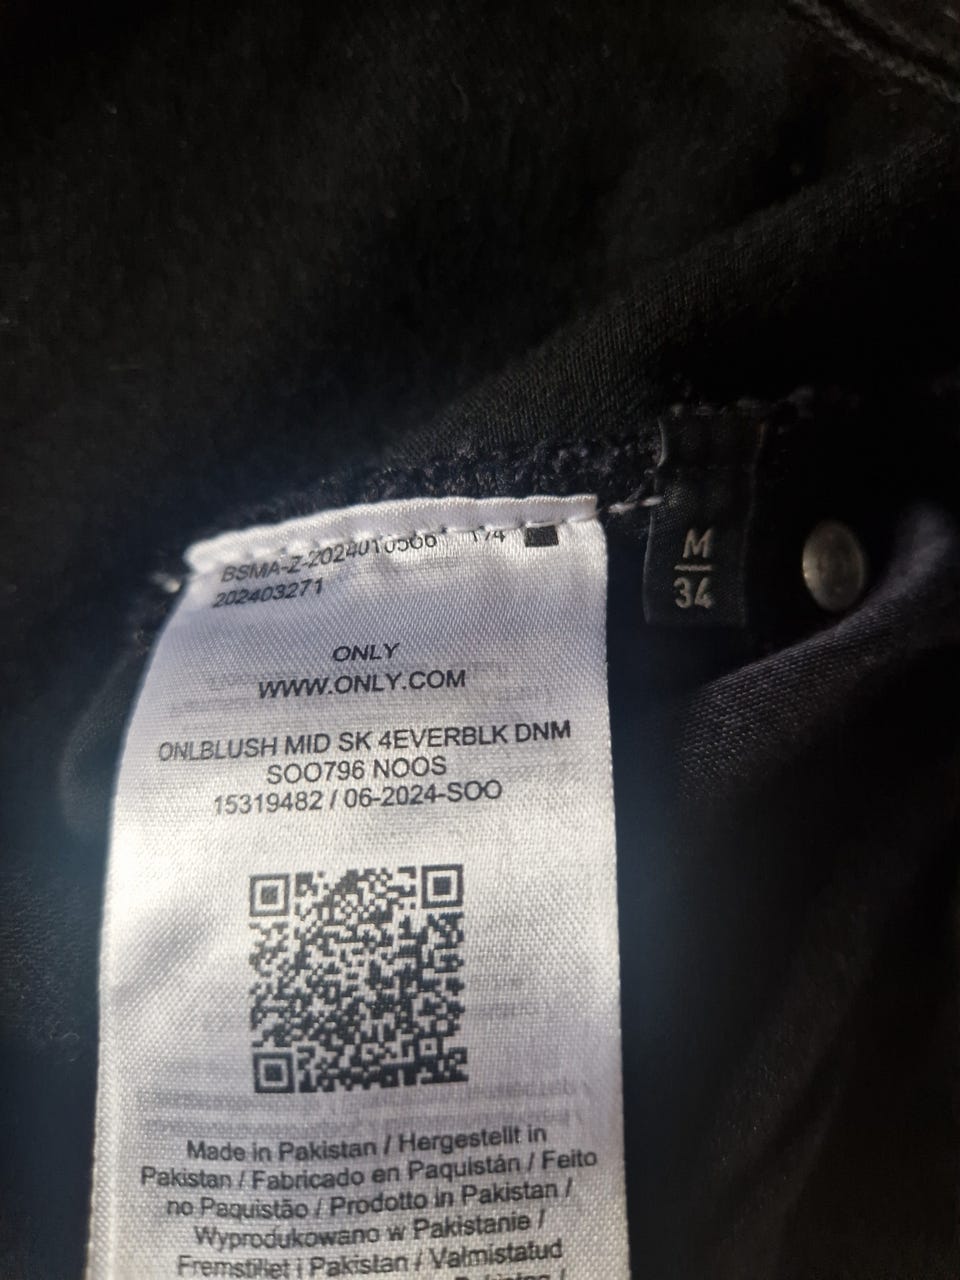 BSMA-Z-2024010566 174
202403271
ONLY
WWW.ONLY.COM
ONLBLUSH MID SK 4EVERBLK DNM
SOO796 NOOS
15319482 / 06-2024-SOO
Made in Pakistan / Hergestellt in
Pakistan / Fabricado en Paquistán / Feito
no Paquistão / Prodotto in Pakistan /
Wyprodukowano w Pakistanie /
Fremstillet i Pakistan / Valmistatud
M
34